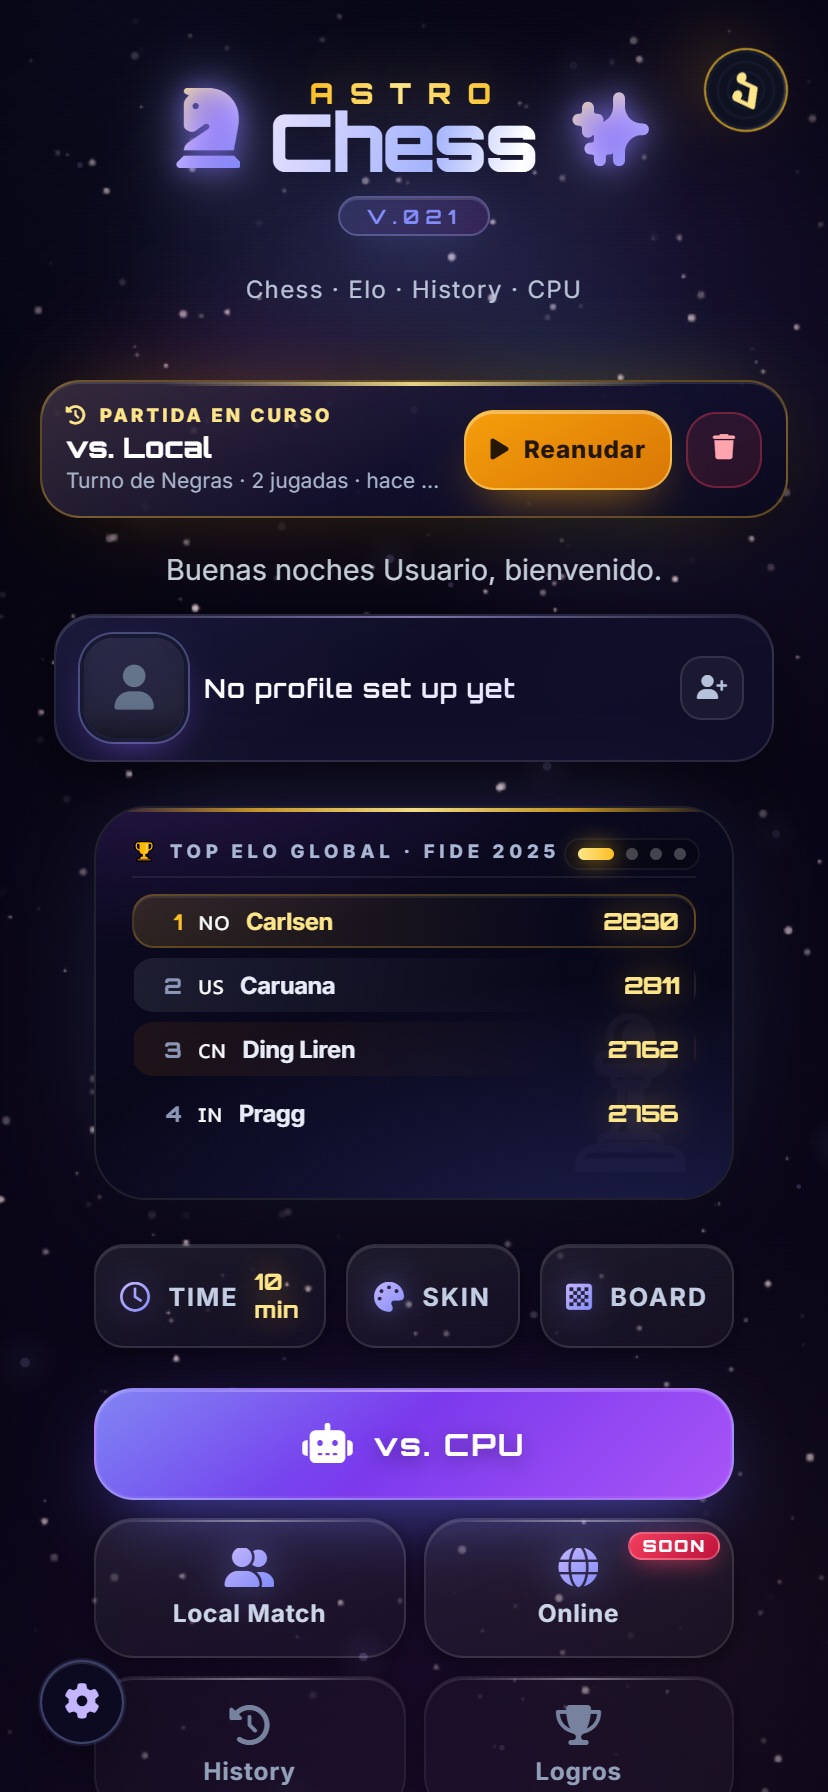 ASTRO
Chess
V.021
Chess · Elo · History · CPU
PARTIDA EN CURSO
vs. Local
Turno de Negras · 2 jugadas · hace ...
Reanudar
Buenas noches Usuario, bienvenido.
No profile set up yet
TOP ELO GLOBAL · FIDE 2025
1 NO Carlsen 2830
2 US Caruana 2811
3 CN Ding Liren 2762
4 IN Pragg 2756
TIME 10 min
SKIN
BOARD
vs. CPU
Local Match
SOON
Online
History
Logros